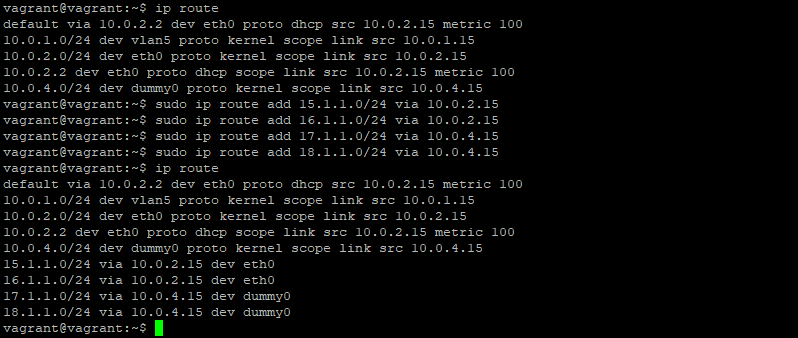 vagrant@vagrant:~$ ip route
default via 10.0.2.2 dev eth0 proto dhcp src 10.0.2.15 metric 100
10.0.1.0/24 dev vlan5 proto kernel scope link src 10.0.1.15
10.0.2.0/24 dev eth0 proto kernel scope link src 10.0.2.15
10.0.2.2 dev eth0 proto dhcp scope link src 10.0.2.15 metric 100
10.0.4.0/24 dev dummy0 proto kernel scope link src 10.0.4.15
vagrant@vagrant:~$ sudo ip route add 15.1.1.0/24 via 10.0.2.15
vagrant@vagrant:~$ sudo ip route add 16.1.1.0/24 via 10.0.2.15
vagrant@vagrant:~$ sudo ip route add 17.1.1.0/24 via 10.0.4.15
vagrant@vagrant:~$ sudo ip route add 18.1.1.0/24 via 10.0.4.15
vagrant@vagrant:~$ ip route
default via 10.0.2.2 dev eth0 proto dhcp src 10.0.2.15 metric 100
10.0.1.0/24 dev vlan5 proto kernel scope link src 10.0.1.15
10.0.2.0/24 dev eth0 proto kernel scope link src 10.0.2.15
10.0.2.2 dev eth0 proto dhcp scope link src 10.0.2.15 metric 100
10.0.4.0/24 dev dummy0 proto kernel scope link src 10.0.4.15
15.1.1.0/24 via 10.0.2.15 dev eth0
16.1.1.0/24 via 10.0.2.15 dev eth0
17.1.1.0/24 via 10.0.4.15 dev dummy0
18.1.1.0/24 via 10.0.4.15 dev dummy0
vagrant@vagrant:~$